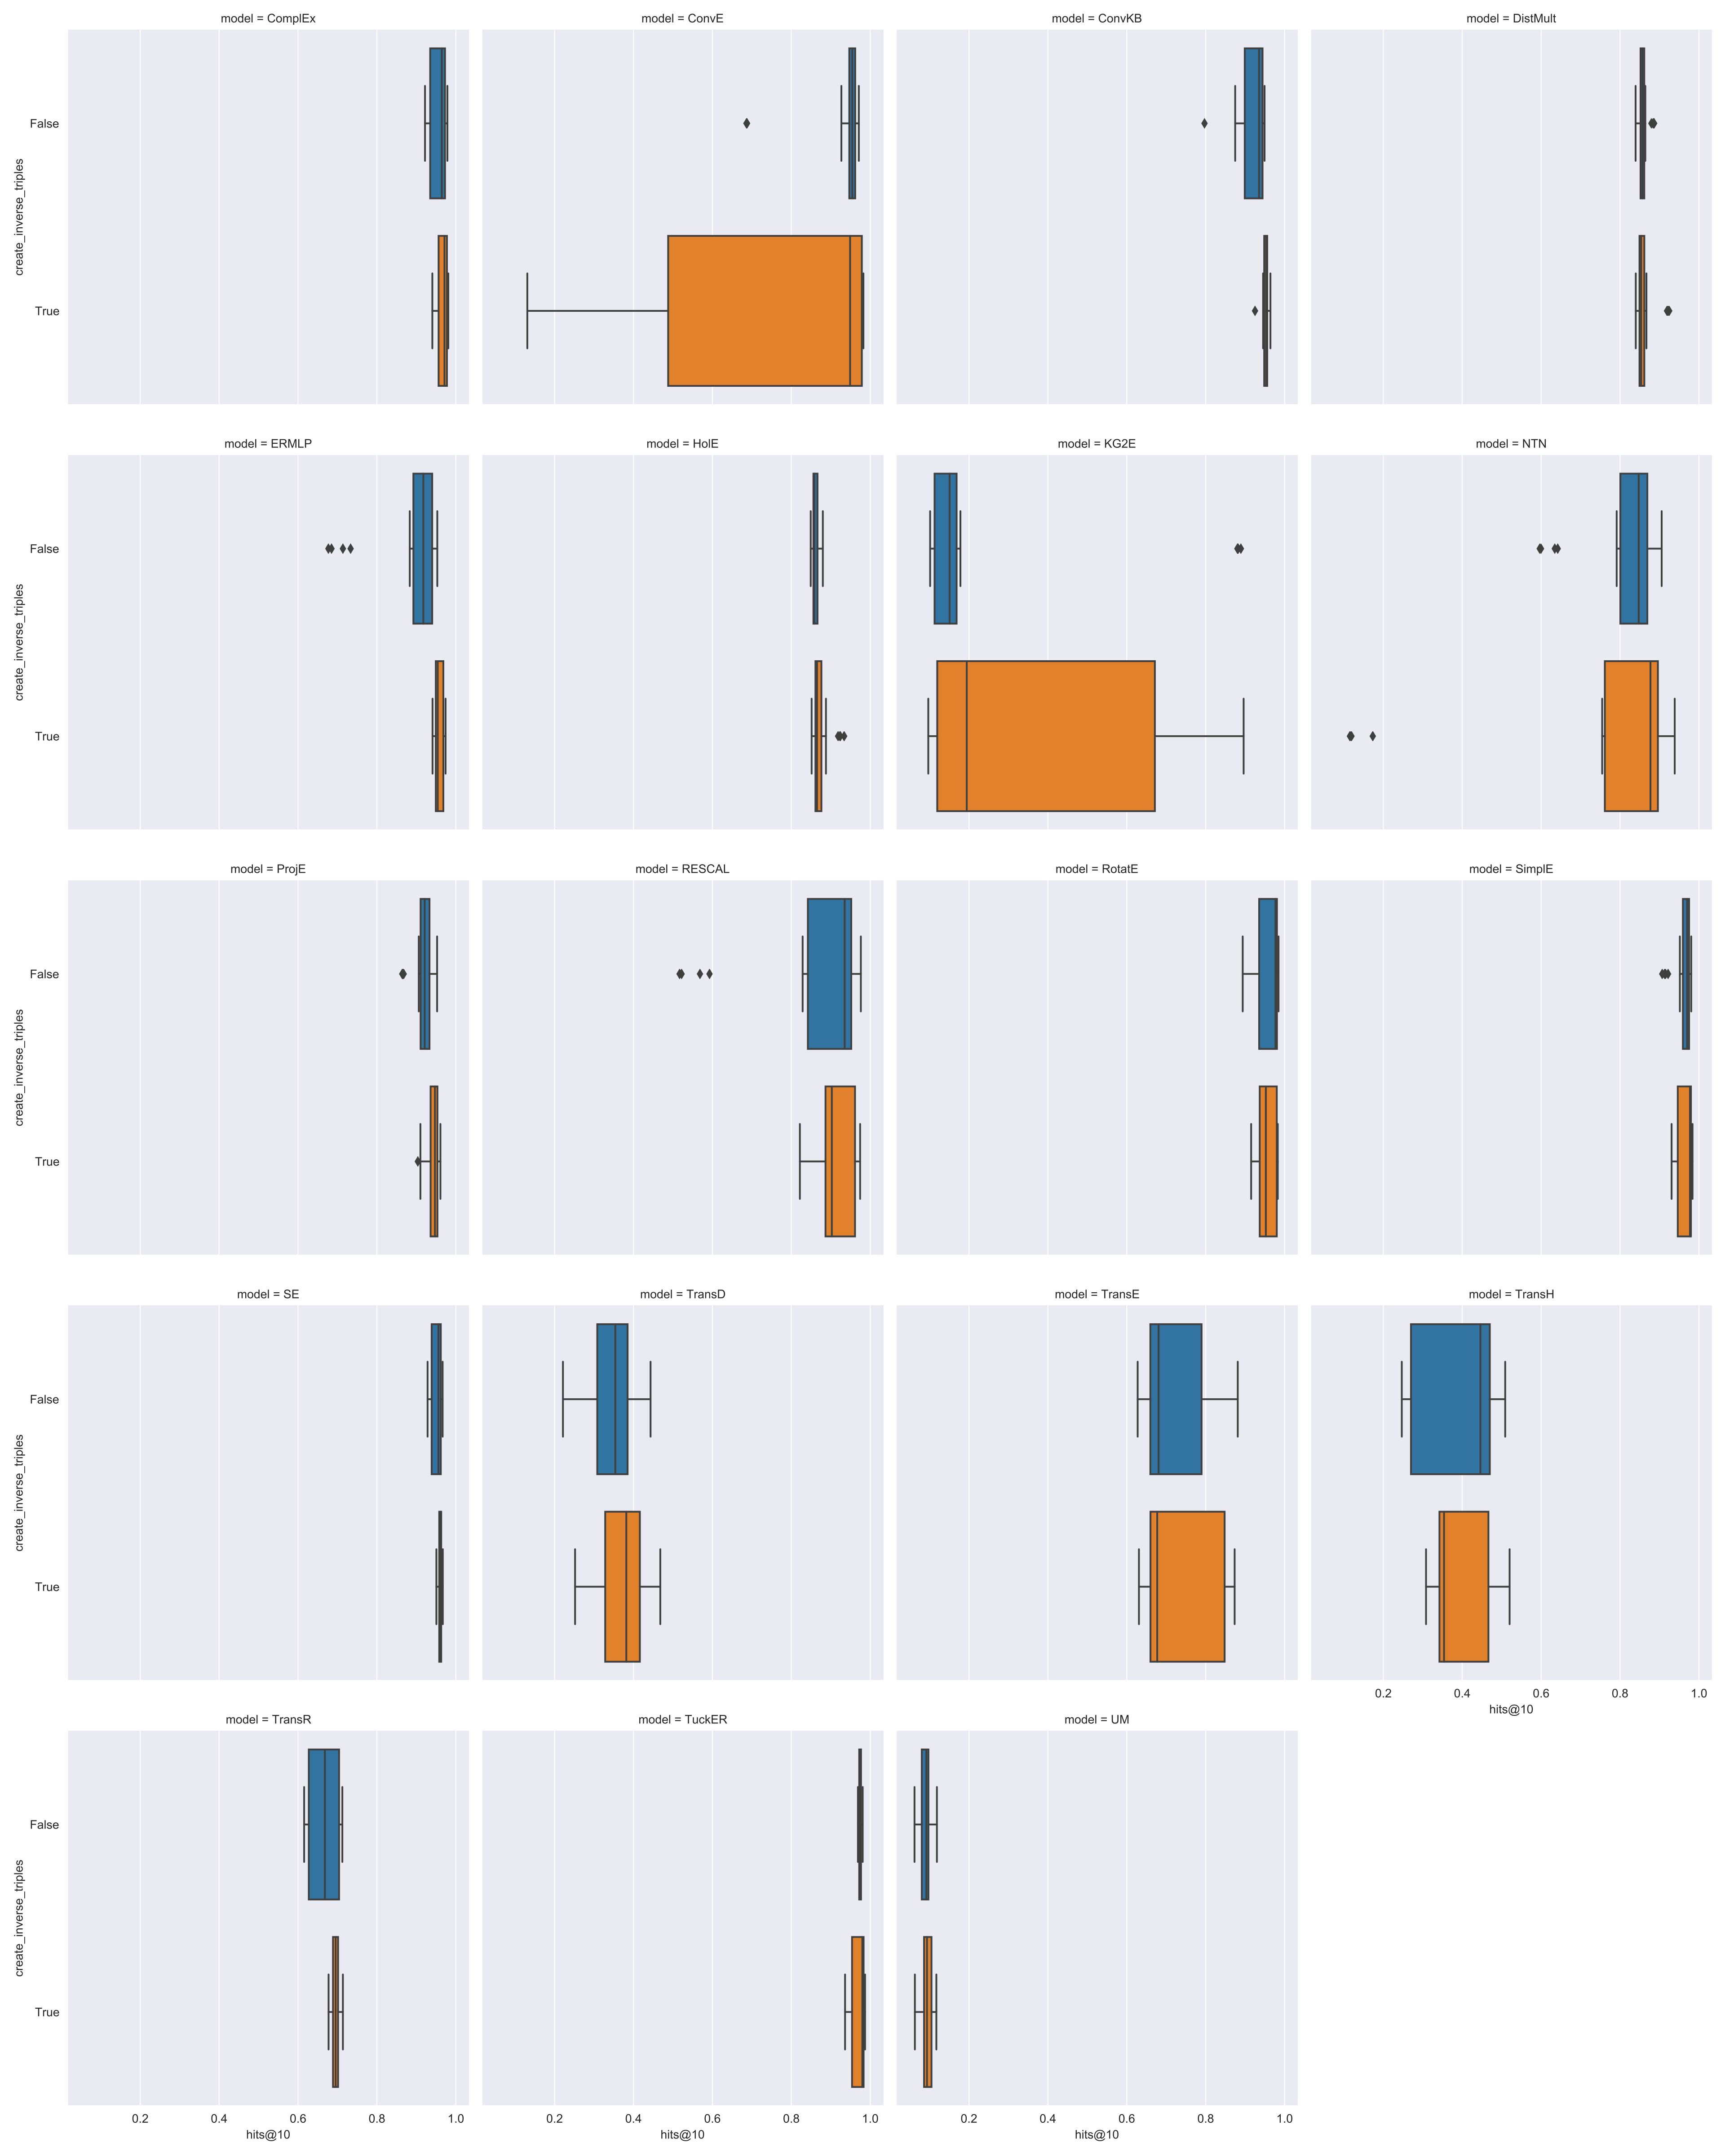 model = ComplEx
model = ConvE
model = ConvKB
model = DistMult
create_inverse_triples
False
True
model = ERMLP
model = HolE
model = KG2E
model = NTN
create_inverse_triples
False
True
model = ProjE
model = RESCAL
model = RotatE
model = SimplE
create_inverse_triples
False
True
model = SE
model = TransD
model = TransE
model = TransH
create_inverse_triples
False
True
0.2 0.4 0.6 0.8 1.0
hits@10
model = TransR
model = TuckER
model = UM
create_inverse_triples
False
True
0.2 0.4 0.6 0.8 1.0
hits@10
0.2 0.4 0.6 0.8 1.0
hits@10
0.2 0.4 0.6 0.8 1.0
hits@10